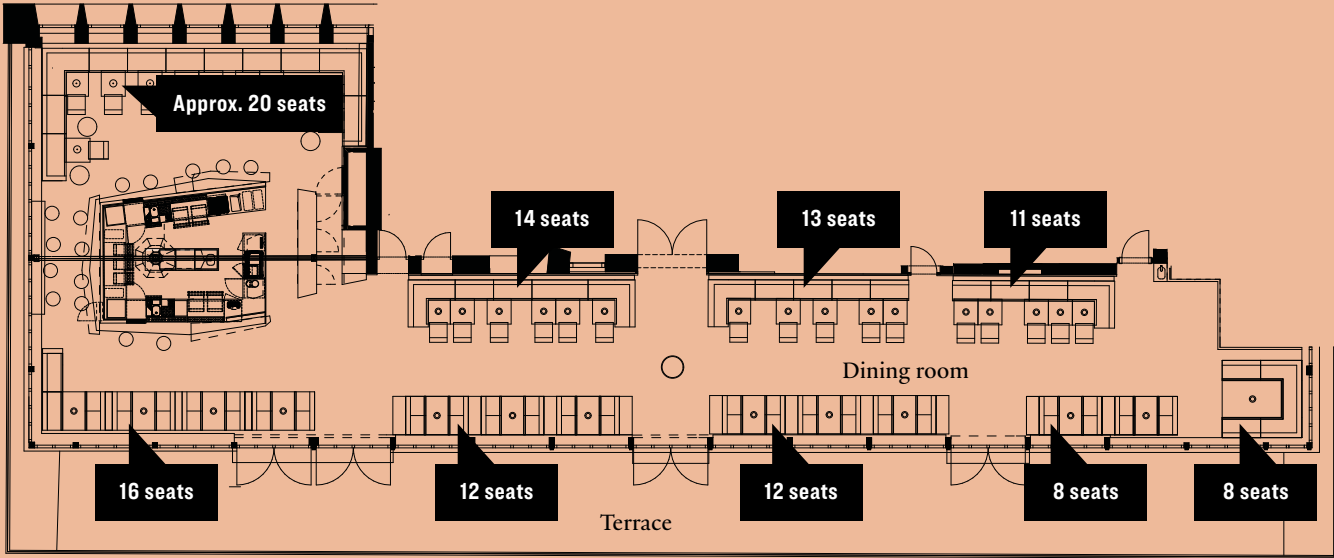 Approx. 20 seats
14 seats
13 seats
11 seats
Dining room
16 seats
12 seats
12 seats
8 seats
8 seats
Terrace